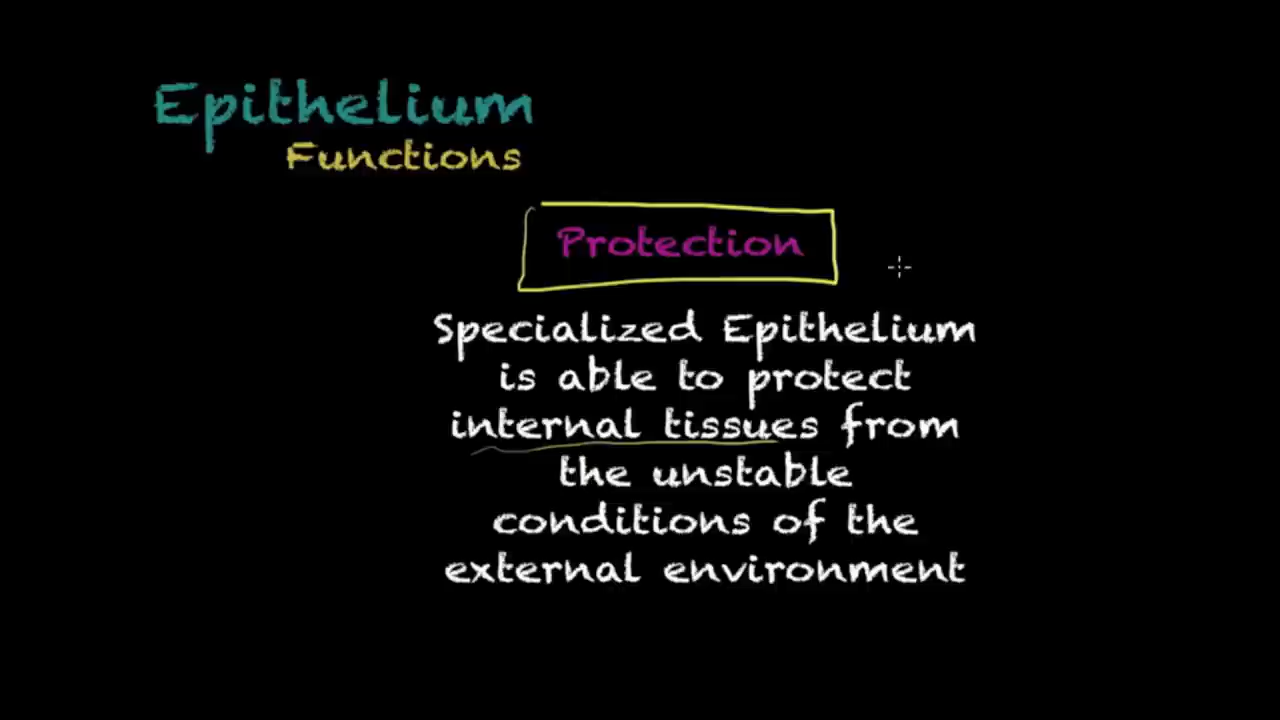 Epithelium
Functions
Protection
Specialized Epithelium
is able to protect
internal tissues from
the unstable
conditions of the
external environment